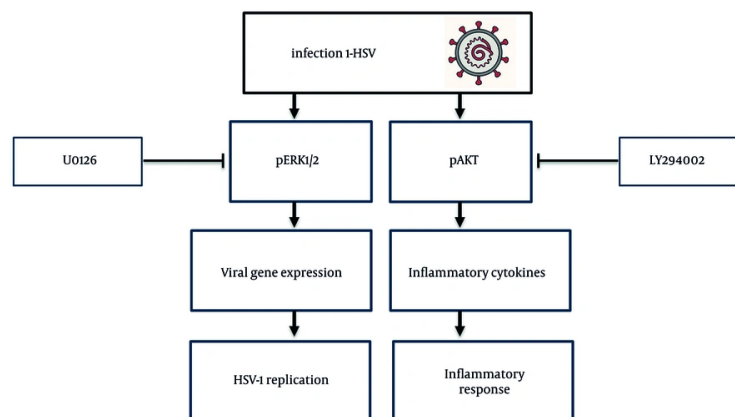 infection 1-HSV
U0126
pERK1/2
pAKT
LY294002
Viral gene expression
Inflammatory cytokines
HSV-1 replication
Inflammatory
response